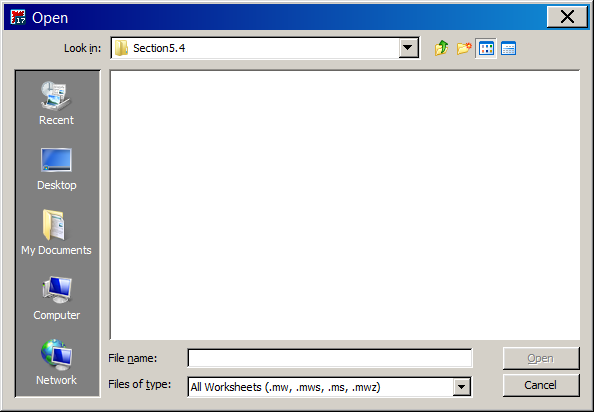 17 Open
Look in: Section5.4
Recent
Desktop
My Documents
Computer
Network
File name: Open
Files of type: All Worksheets (.mw, .mws, .ms, .mwz) Cancel